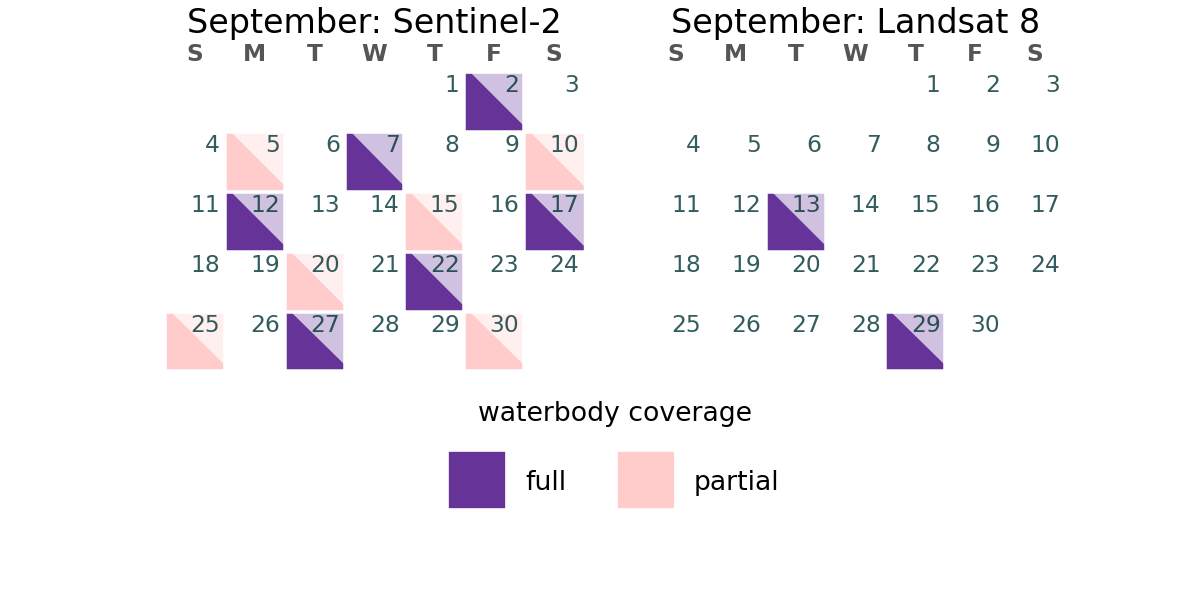 September: Sentinel-2
S M T W T F S
1 2 3
4 5 6 7 8 9 10
11 12 13 14 15 16 17
18 19 20 21 22 23 24
25 26 27 28 29 30
September: Landsat 8
S M T W T F S
1 2 3
4 5 6 7 8 9 10
11 12 13 14 15 16 17
18 19 20 21 22 23 24
25 26 27 28 29 30
waterbody coverage
full
partial